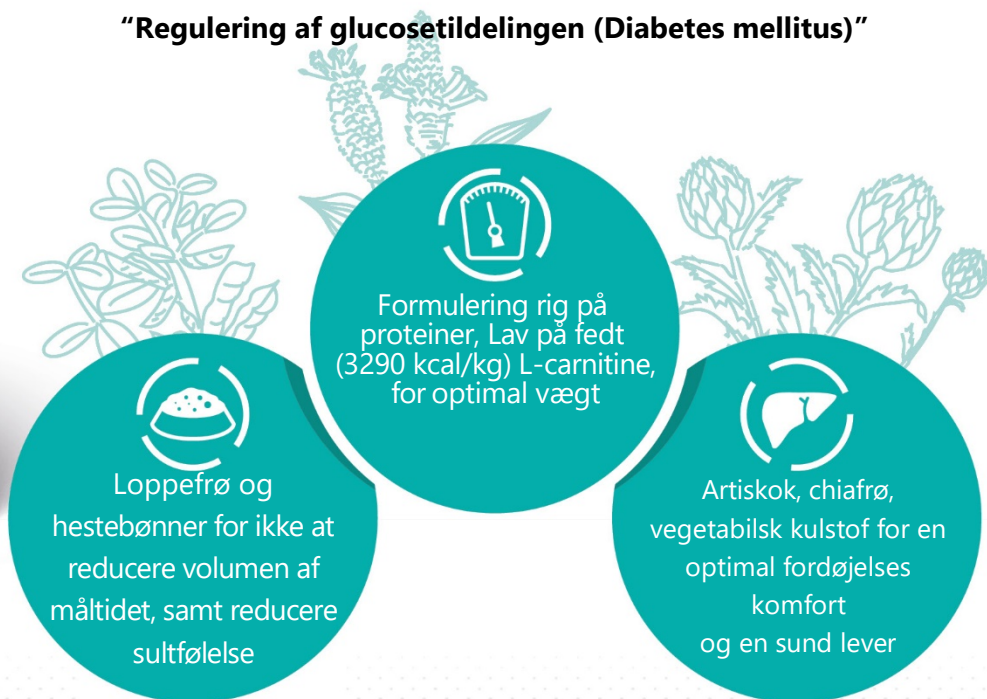 “Regulering af glucosetildelingen (Diabetes mellitus)”
Formulering rig på
proteiner, Lav på fedt
(3290 kcal/kg) L-carnitine,
for optimal vægt
Loppefrø og
hestebønner for ikke at
reducere volumen af
måltidet, samt reducere
sultfølelse
Artiskok, chiafrø,
vegetabilsk kulstof for en
optimal fordøjelses
komfort
og en sund lever